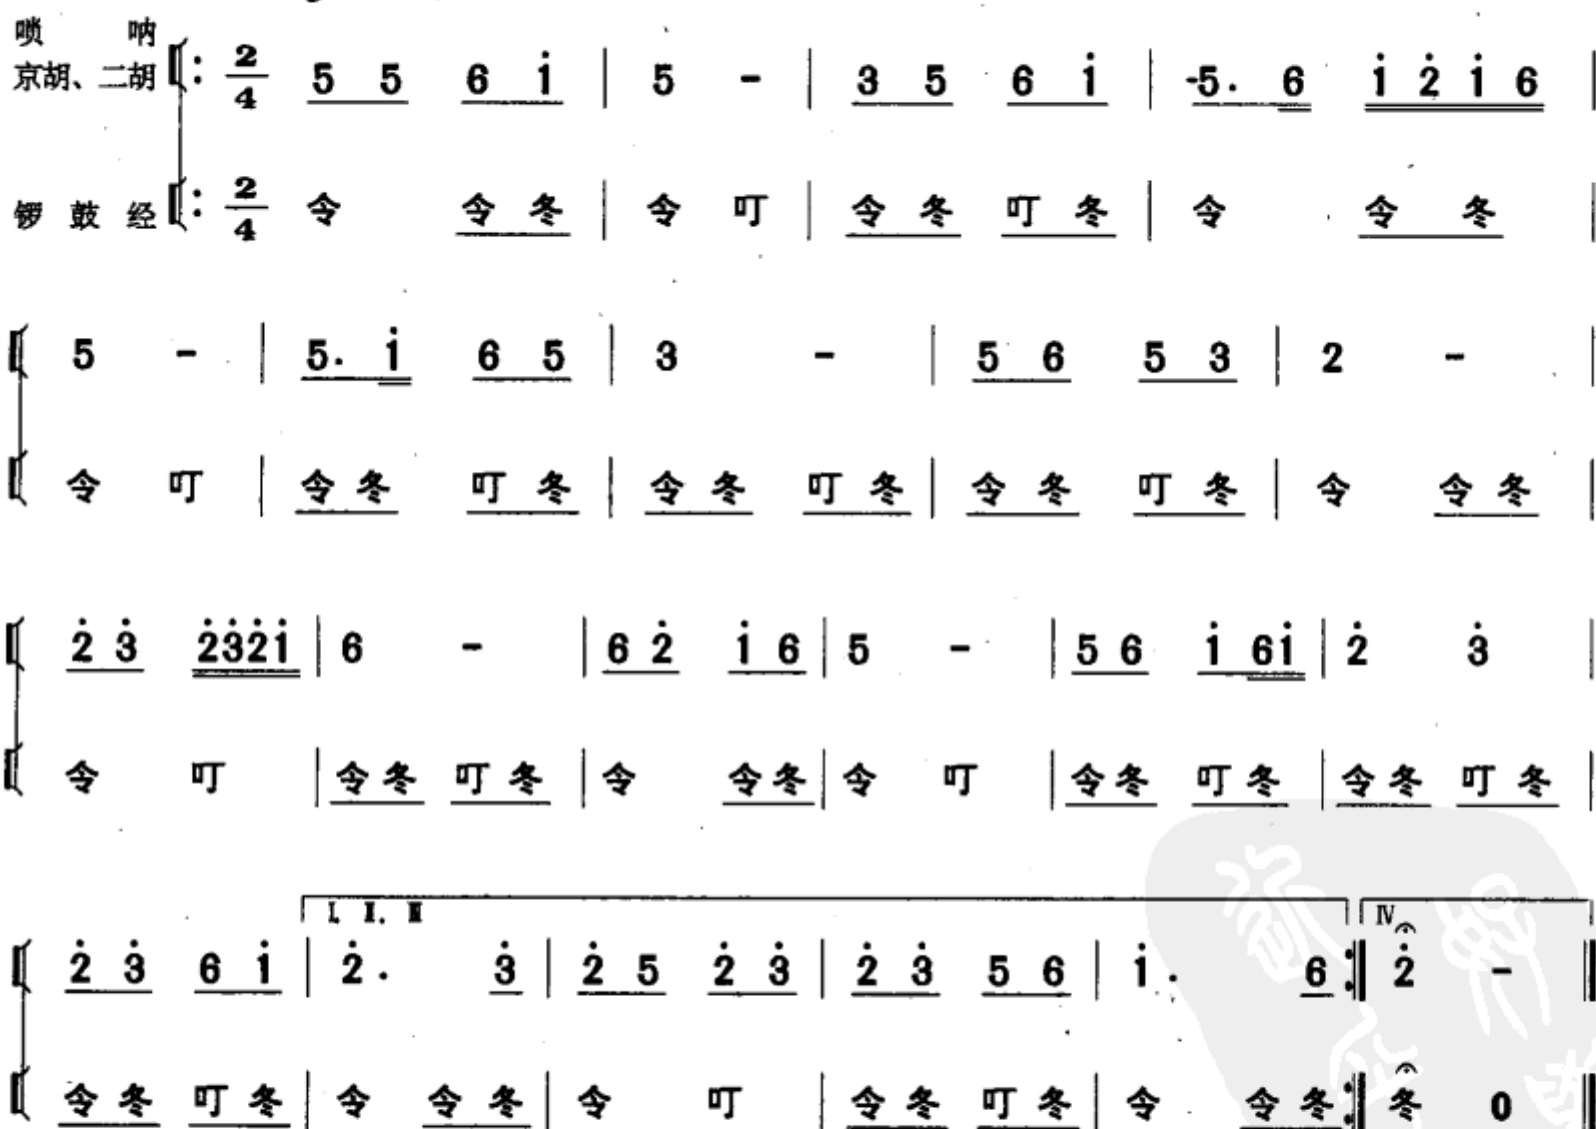 唢 呐
京胡、二胡 2/4 5 5 6 i̇ | 5 - | 3 5 6 i̇ | 5. 6 i̇ 2̇ i̇ 6 |
锣 鼓 经 2/4 令 令 冬 | 令 叮 | 令 冬 叮 冬 | 令 令 冬 |
5 - | 5. i̇ 6 5 | 3 - | 5 6 5 3 | 2 - |
令 叮 | 令 冬 叮 冬 | 令 冬 叮 冬 | 令 冬 叮 冬 | 令 令 冬 |
2̇ 3̇ 2̇3̇2̇i̇ | 6 - | 6 2̇ i̇ 6 | 5 - | 5 6 i̇ 6i̇ | 2̇ 3̇ |
令 叮 | 令 冬 叮 冬 | 令 令 冬 | 令 叮 | 令 冬 叮 冬 | 令 冬 叮 冬 |
I. II. III IV
2̇ 3̇ 6 i̇ | 2̇. 3̇ | 2̇ 5 2̇ 3̇ | 2̇ 3̇ 5 6 | i̇. 6 :‖ 2̇ - ‖
令 冬 叮 冬 | 令 令 冬 | 令 叮 | 令 冬 叮 冬 | 令 令 冬 :‖ 冬 0 ‖